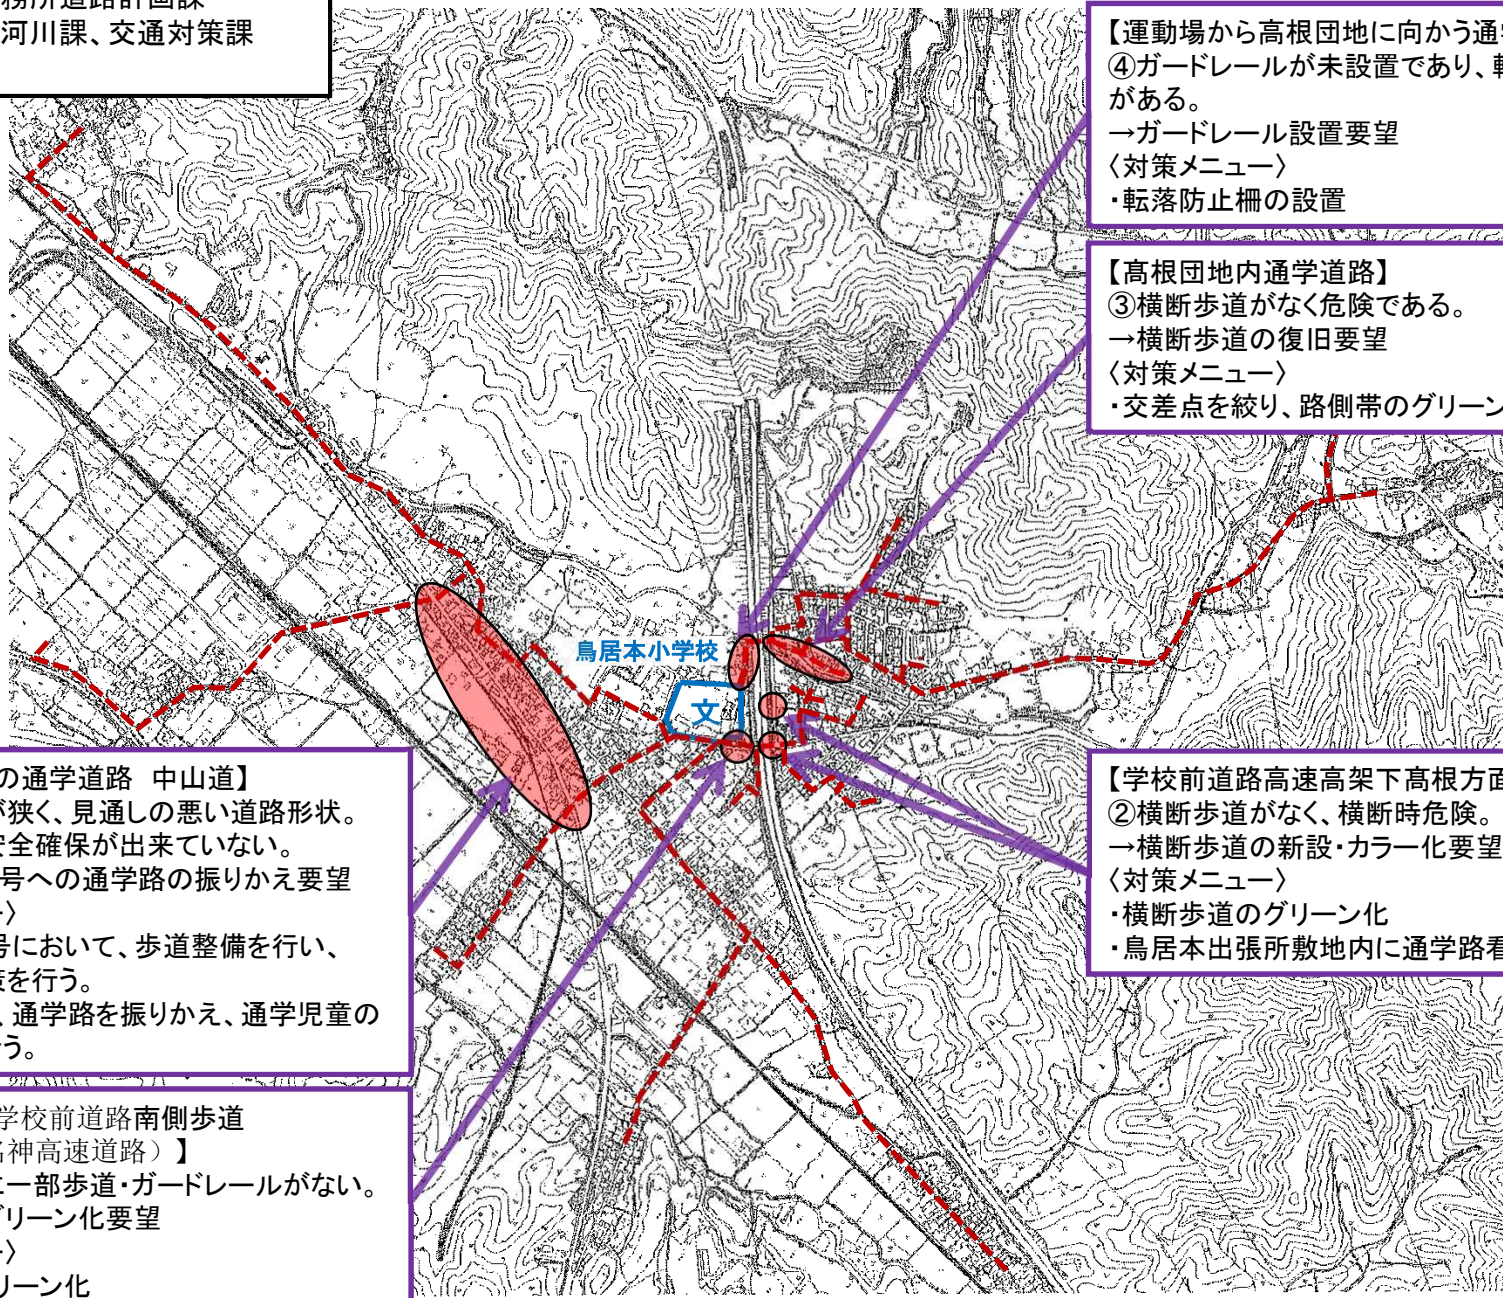 務所道路計画課
河川課、交通対策課
【運動場から高根団地に向かう通
④ガードレールが未設置であり、
がある。
→ガードレール設置要望
〈対策メニュー〉
・転落防止柵の設置
【髙根団地内通学道路】
③横断歩道がなく危険である。
→横断歩道の復旧要望
〈対策メニュー〉
・交差点を絞り、路側帯のグリーン
鳥居本小学校
文
の通学道路 中山道】
が狭く、見通しの悪い道路形状。
安全確保が出来ていない。
号への通学路の振りかえ要望
〉
号において、歩道整備を行い、
策を行う。
、通学路を振りかえ、通学児童の
う。
【学校前道路高速高架下髙根方面
②横断歩道がなく、横断時危険。
→横断歩道の新設・カラー化要望
〈対策メニュー〉
・横断歩道のグリーン化
・鳥居本出張所敷地内に通学路看
学校前道路南側歩道
名神高速道路）】
に一部歩道・ガードレールがない。
グリーン化要望
〉
リーン化